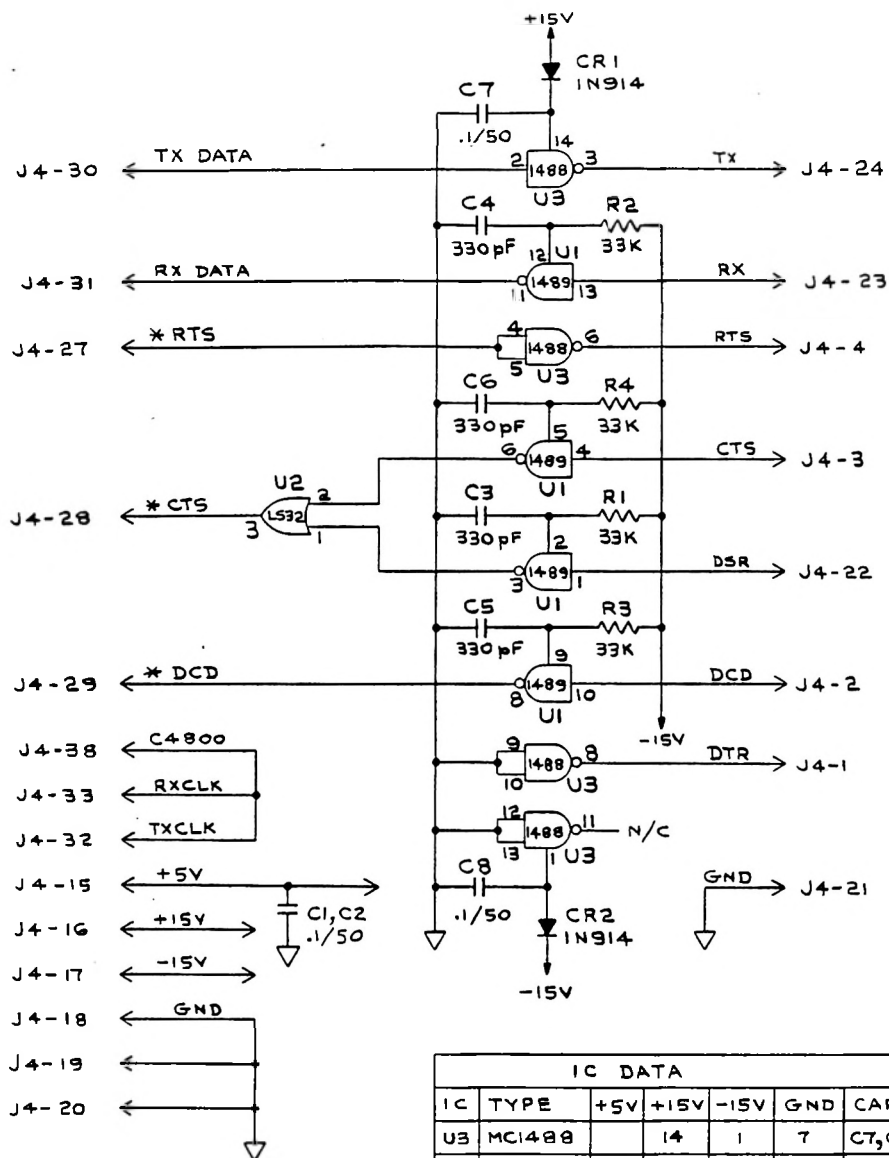 +15V
CR1
1N914
C7
.1/50
14
J4-30 TX DATA 2 1488 3 TX J4-24
U3
C4 R2
330pF 12 U1 33K
J4-31 RX DATA 11 1489 13 RX J4-23
J4-27 *RTS 4 1488 6 RTS J4-4
5 U3
C6 R4
330pF 5 33K
6 1489 4 CTS J4-3
U1
U2
J4-28 *CTS 3 LS32 2
1
C3 R1
330pF 2 33K
3 1489 1 DSR J4-22
U1
C5 R3
330pF 9 33K
J4-29 *DCD 8 1489 10 DCD J4-2
U1
-15V
J4-38 C4800
9 1488 8 DTR J4-1
10 U3
J4-33 RXCLK
J4-32 TXCLK
12 1488 11 N/C
13 1 U3
J4-15 +5V
C1,C2
.1/50
C8
.1/50
CR2
1N914
-15V
GND J4-21
J4-16 +15V
J4-17 -15V
J4-18 GND
J4-19
J4-20
IC DATA
IC TYPE +5V +15V -15V GND
U3 MC1488 14 1 7 C7,